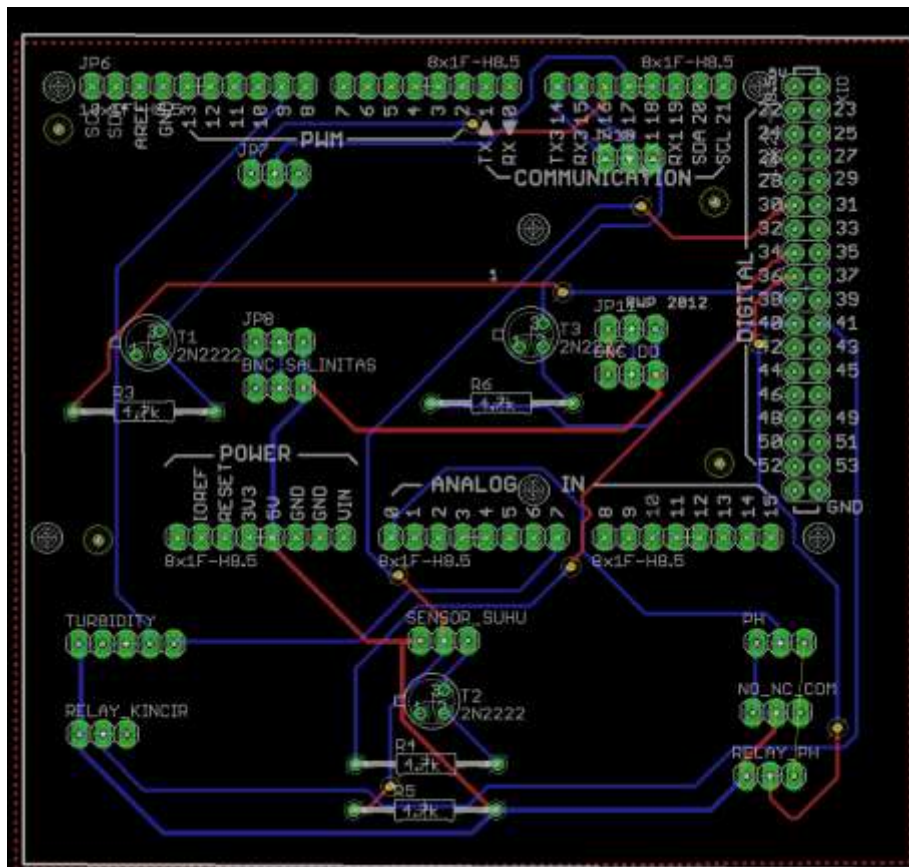 JP6
8x1F-H8.5
8x1F-H8.5
SDA
AREF
GND
13
12
11
10
9
8
7
6
5
4
3
2
1
0
TX3 14
RX3 15
16
17
18
RX1 19
SDA 20
SCL 21
PWM
TX
RX
COMMUNICATION
JP7
22
23
24
25
26
27
28
29
30
31
32
33
34
35
36
37
38
39
40
41
42
43
44
45
46
48
49
50
51
52
53
GND
DIGITAL
1
RWP 2012
T1
2N2222
JP8
BNC_SALINITAS
T3
2N2222
JP11
BNC_DO
R3
4.7k
R6
4.7k
POWER
IOREF
RESET
3V3
5V
GND
GND
VIN
ANALOG IN
0
1
2
3
4
5
6
7
8
9
10
11
12
13
14
15
8x1F-H8.5
8x1F-H8.5
8x1F-H8.5
TURBIDITY
SENSOR_SUHU
PH
RELAY_KINCIR
T2
2N2222
NO_NC_COM
RELAY_PH
R4
4.7k
R5
4.7k